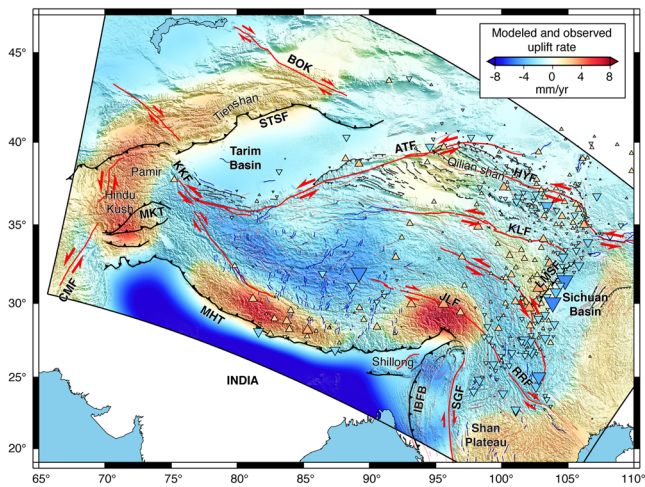 Modeled and observed
uplift rate
-8 -4 0 4 8
mm/yr
45°
40°
35°
30°
25°
20°
BOK
Tienshan
STSF
Tarim
Basin
ATF
Qilian shan
HYF
Pamir
KKF
Hindu
Kush
MKT
KLF
LMSF
CMF
MHT
JLF
Sichuan
Basin
Shillong
INDIA
IBFB
SGF
RRF
Shan
Plateau
65° 70° 75° 80° 85° 90° 95° 100° 105° 110°